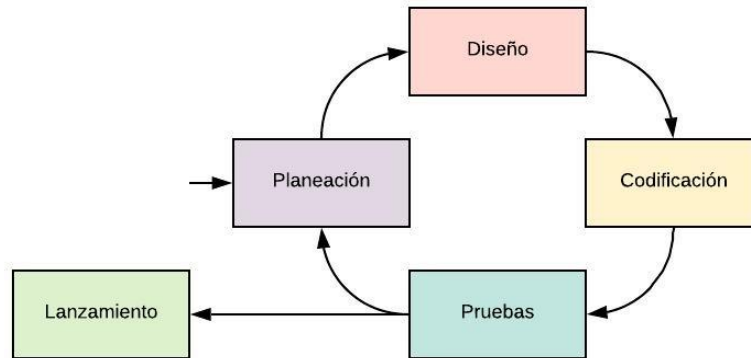 Diseño
Planeación
Codificación
Lanzamiento
Pruebas